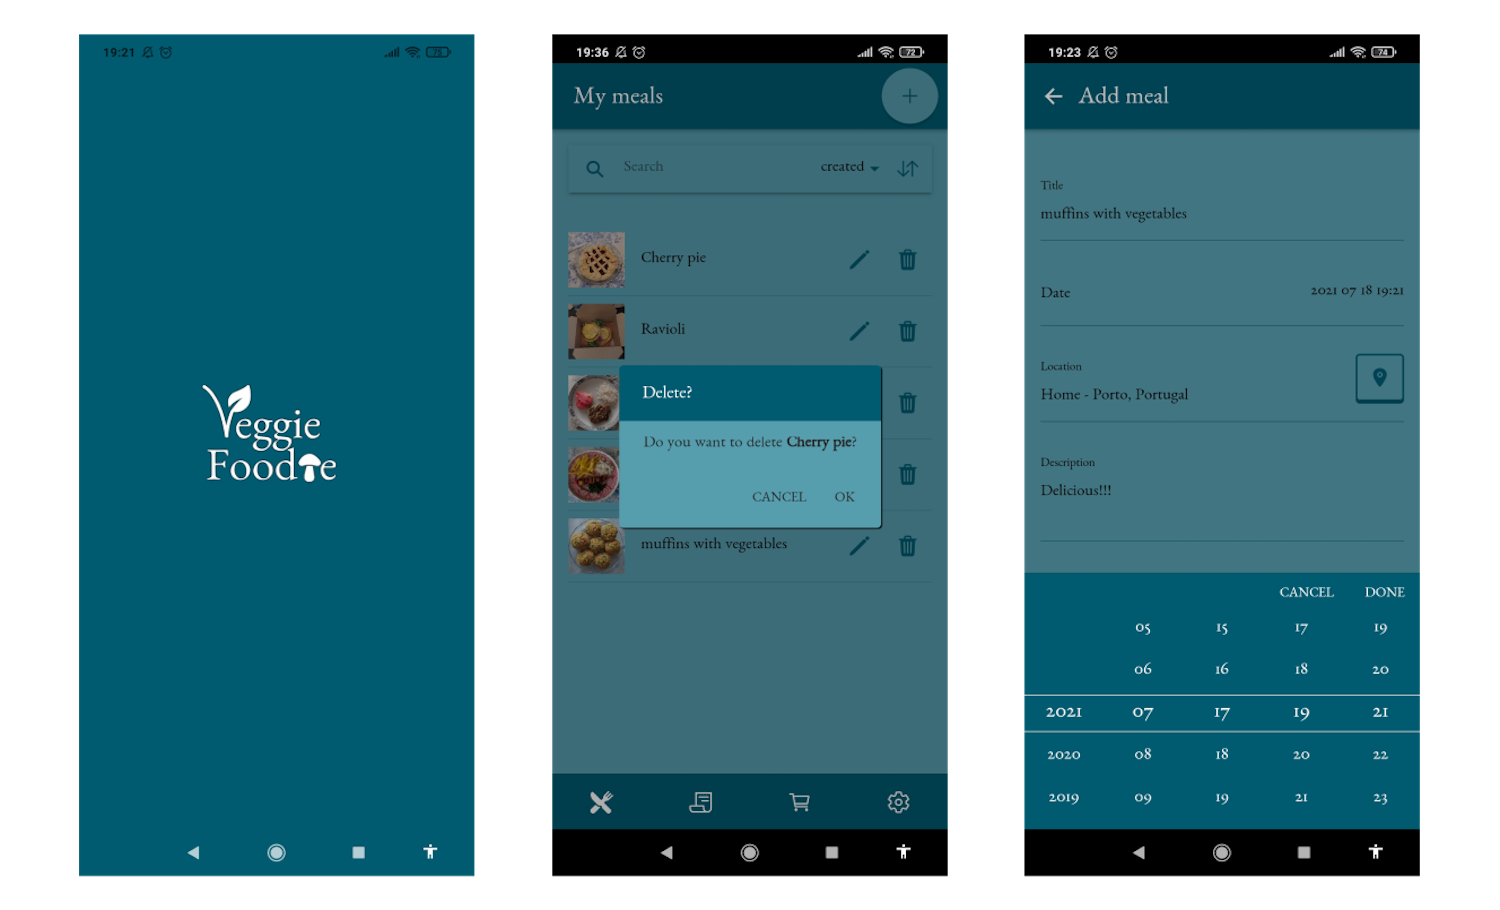 19:21
75
Veggie
Foodie
19:36
72
My meals
+
Search
created
Cherry pie
Ravioli
Delete?
Do you want to delete Cherry pie?
CANCEL OK
muffins with vegetables
19:23
74
Add meal
Title
muffins with vegetables
Date 2021 07 18 19:21
Location
Home - Porto, Portugal
Description
Delicious!!!
CANCEL DONE
05 15 17 19
06 16 18 20
2021 07 17 19 21
2020 08 18 20 22
2019 09 19 21 23